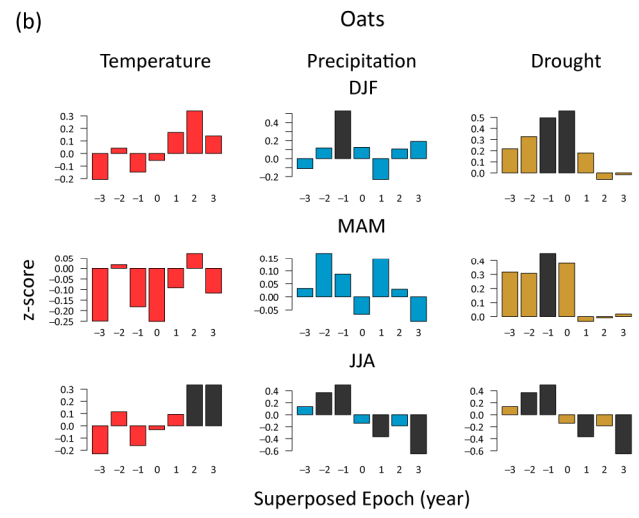 (b) Oats
Temperature Precipitation Drought
DJF
0.3 0.2 0.1 0.0 −0.1 −0.2
−3 −2 −1 0 1 2 3
0.4 0.2 0.0 −0.2
−3 −2 −1 0 1 2 3
0.5 0.4 0.3 0.2 0.1 0.0
−3 −2 −1 0 1 2 3
MAM
z-score
0.05 0.00 −0.05 −0.10 −0.15 −0.20 −0.25
−3 −2 −1 0 1 2 3
0.15 0.10 0.05 0.00 −0.05
−3 −2 −1 0 1 2 3
0.4 0.2 0.1 0.0
−3 −2 −1 0 1 2 3
JJA
0.3 0.2 0.1 0.0 −0.1 −0.2
−3 −2 −1 0 1 2 3
0.4 0.2 0.0 −0.2 −0.4 −0.6
−3 −2 −1 0 1 2 3
0.4 0.2 0.0 −0.2 −0.4 −0.6
−3 −2 −1 0 1 2 3
Superposed Epoch (year)